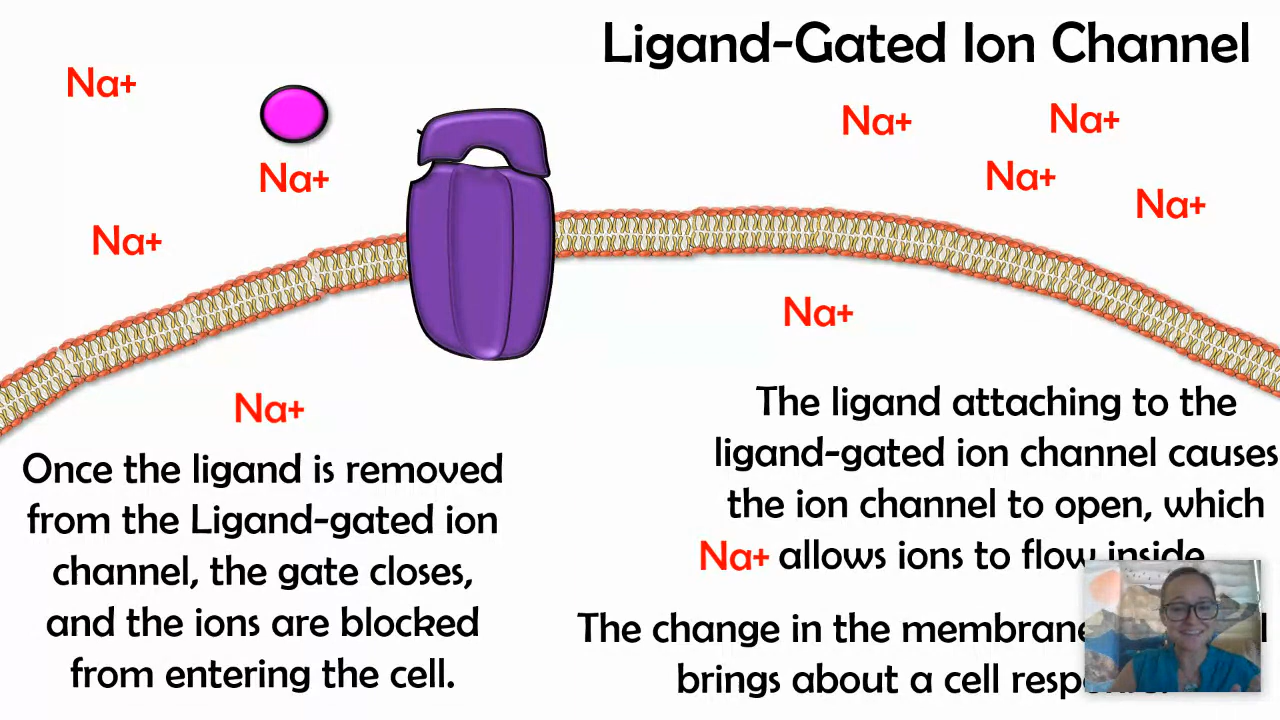 Ligand-Gated Ion Channel
Na+
Na+
Na+
Na+
Na+
Na+
Na+
Na+
Na+
Na+
Once the ligand is removed
from the Ligand-gated ion
channel, the gate closes,
and the ions are blocked
from entering the cell.
The ligand attaching to the
ligand-gated ion channel causes
the ion channel to open, which
Na+ allows ions to flow inside
The change in the membrane
brings about a cell